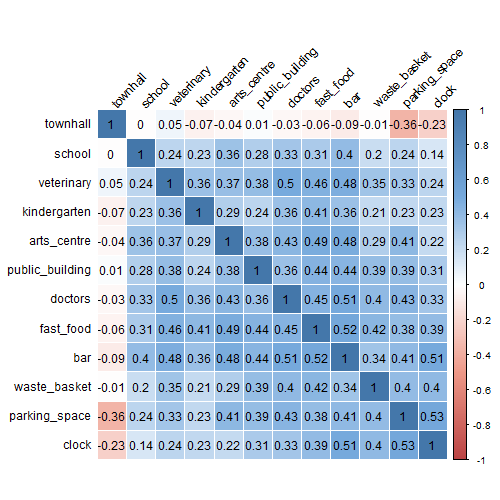 townhall school veterinary kindergarten arts_centre public_building doctors fast_food bar waste_basket parking_space clock
townhall 1 0 0.05 -0.07 -0.04 0.01 -0.03 -0.06 -0.09 -0.01 -0.36 -0.23
school 0 1 0.24 0.23 0.36 0.28 0.33 0.31 0.4 0.2 0.24 0.14
veterinary 0.05 0.24 1 0.36 0.37 0.38 0.5 0.46 0.48 0.35 0.33 0.24
kindergarten -0.07 0.23 0.36 1 0.29 0.24 0.36 0.41 0.36 0.21 0.23 0.23
arts_centre -0.04 0.36 0.37 0.29 1 0.38 0.43 0.49 0.48 0.29 0.41 0.22
public_building 0.01 0.28 0.38 0.24 0.38 1 0.36 0.44 0.44 0.39 0.39 0.31
doctors -0.03 0.33 0.5 0.36 0.43 0.36 1 0.45 0.51 0.4 0.43 0.33
fast_food -0.06 0.31 0.46 0.41 0.49 0.44 0.45 1 0.52 0.42 0.38 0.39
bar -0.09 0.4 0.48 0.36 0.48 0.44 0.51 0.52 1 0.34 0.41 0.51
waste_basket -0.01 0.2 0.35 0.21 0.29 0.39 0.4 0.42 0.34 1 0.4 0.4
parking_space -0.36 0.24 0.33 0.23 0.41 0.39 0.43 0.38 0.41 0.4 1 0.53
clock -0.23 0.14 0.24 0.23 0.22 0.31 0.33 0.39 0.51 0.4 0.53 1
1
0.8
0.6
0.4
0.2
0
-0.2
-0.4
-0.6
-0.8
-1